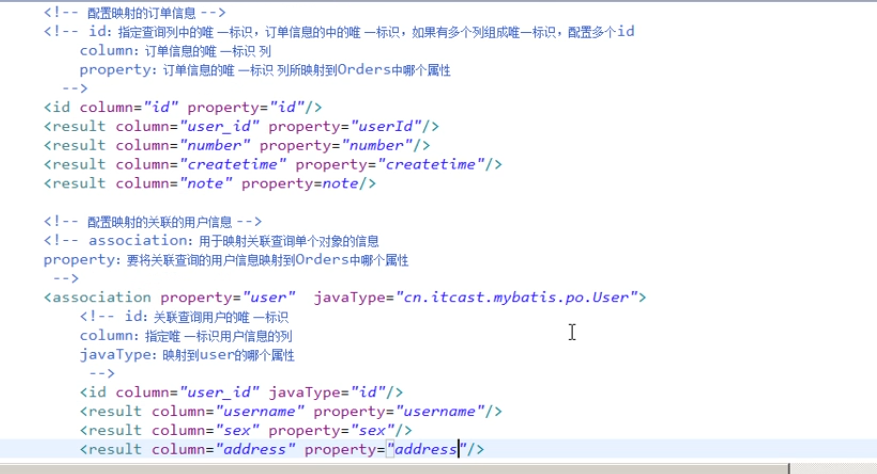 <!-- 配置映射的订单信息 -->
<!-- id：指定查询列中的唯 一标识，订单信息的中的唯 一标识，如果有多个列组成唯一标识，配置多个id
column：订单信息的唯 一标识 列
property：订单信息的唯 一标识 列所映射到Orders中哪个属性
-->
<id column="id" property="id"/>
<result column="user_id" property="userId"/>
<result column="number" property="number"/>
<result column="createtime" property="createtime"/>
<result column="note" property=note/>
<!-- 配置映射的关联的用户信息 -->
<!-- association：用于映射关联查询单个对象的信息
property：要将关联查询的用户信息映射到Orders中哪个属性
-->
<association property="user"  javaType="cn.itcast.mybatis.po.User">
<!-- id：关联查询用户的唯 一标识
column：指定唯 一标识用户信息的列
javaType：映射到user的哪个属性
-->
<id column="user_id" javaType="id"/>
<result column="username" property="username"/>
<result column="sex" property="sex"/>
<result column="address" property="address"/>